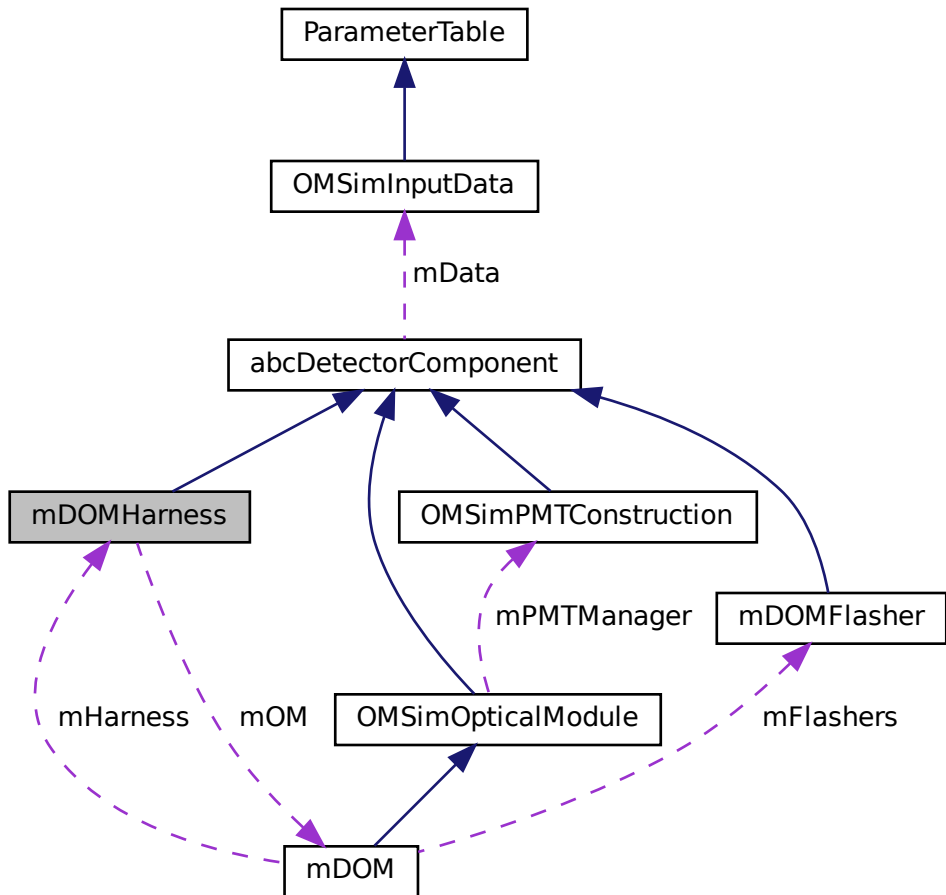 ParameterTable
OMSimInputData
mData
abcDetectorComponent
mDOMHarness
OMSimPMTConstruction
mPMTManager
mDOMFlasher
mHarness
mOM
OMSimOpticalModule
mFlashers
mDOM